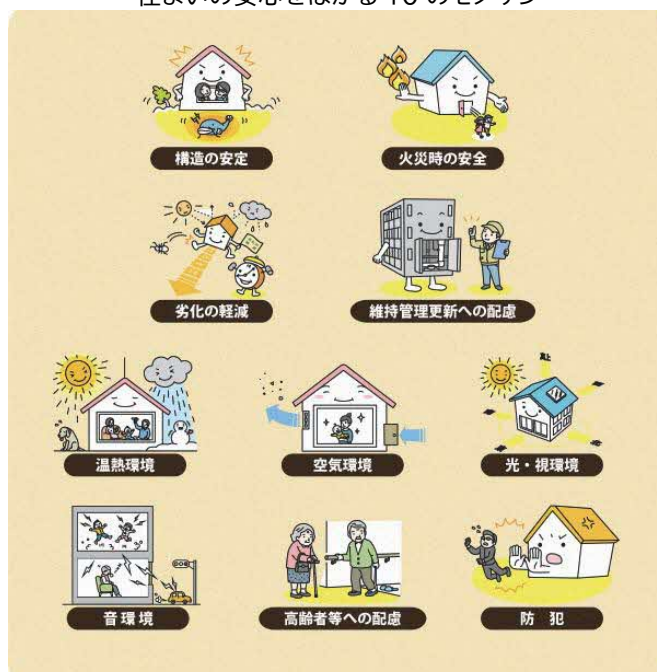 構造の安定
火災時の安全
劣化の軽減
維持管理更新への配慮
温熱環境
空気環境
光・視環境
音環境
高齢者等への配慮
防 犯